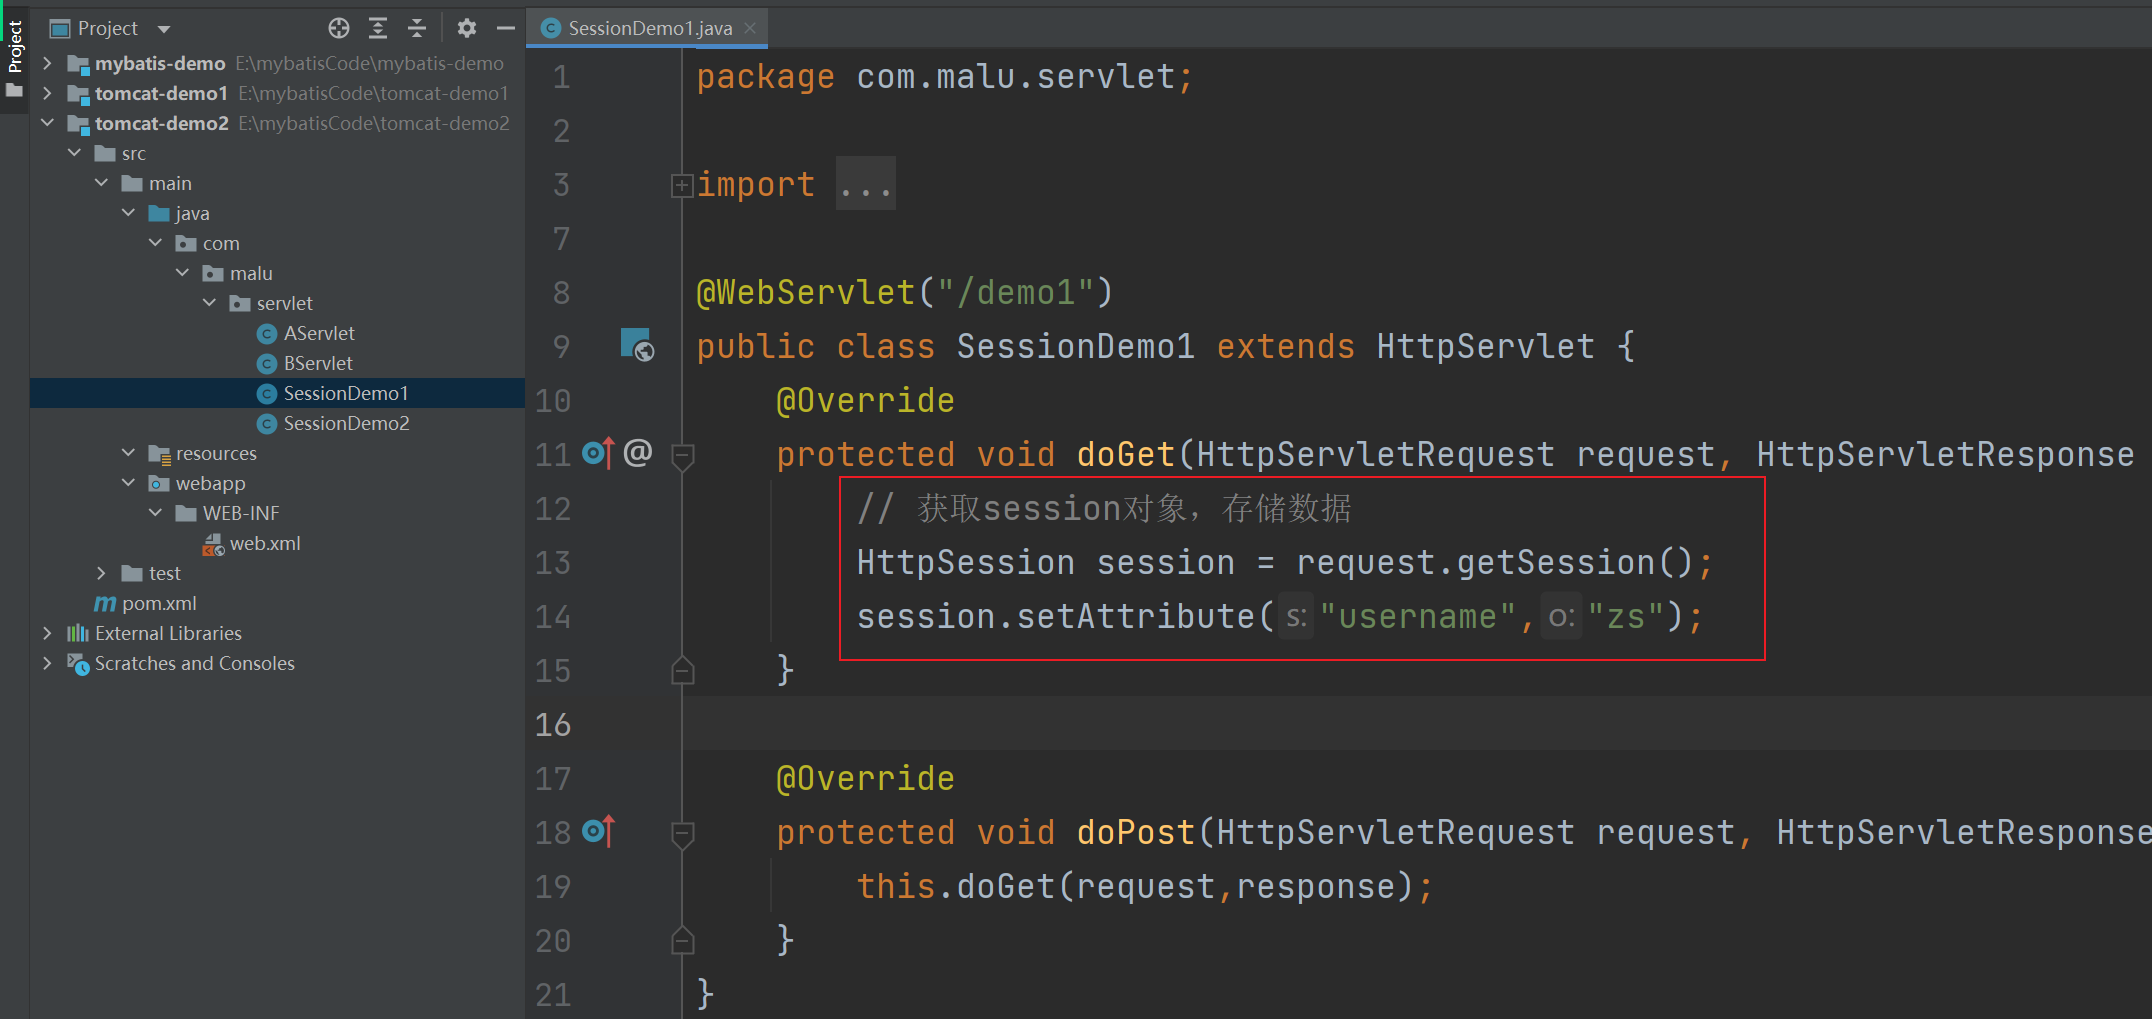 Project
Project
mybatis-demo E:\mybatisCode\mybatis-demo
tomcat-demo1 E:\mybatisCode\tomcat-demo1
tomcat-demo2 E:\mybatisCode\tomcat-demo2
src
main
java
com
malu
servlet
AServlet
BServlet
SessionDemo1
SessionDemo2
resources
webapp
WEB-INF
web.xml
test
pom.xml
External Libraries
Scratches and Consoles
SessionDemo1.java
1 package com.malu.servlet;
2
3 import ...
7
8 @WebServlet("/demo1")
9 public class SessionDemo1 extends HttpServlet {
10 @Override
11 @ protected void doGet(HttpServletRequest request, HttpServletResponse
12 // 获取session对象，存储数据
13 HttpSession session = request.getSession();
14 session.setAttribute( s: "username", o: "zs");
15 }
16
17 @Override
18 protected void doPost(HttpServletRequest request, HttpServletResponse
19 this.doGet(request,response);
20 }
21 }